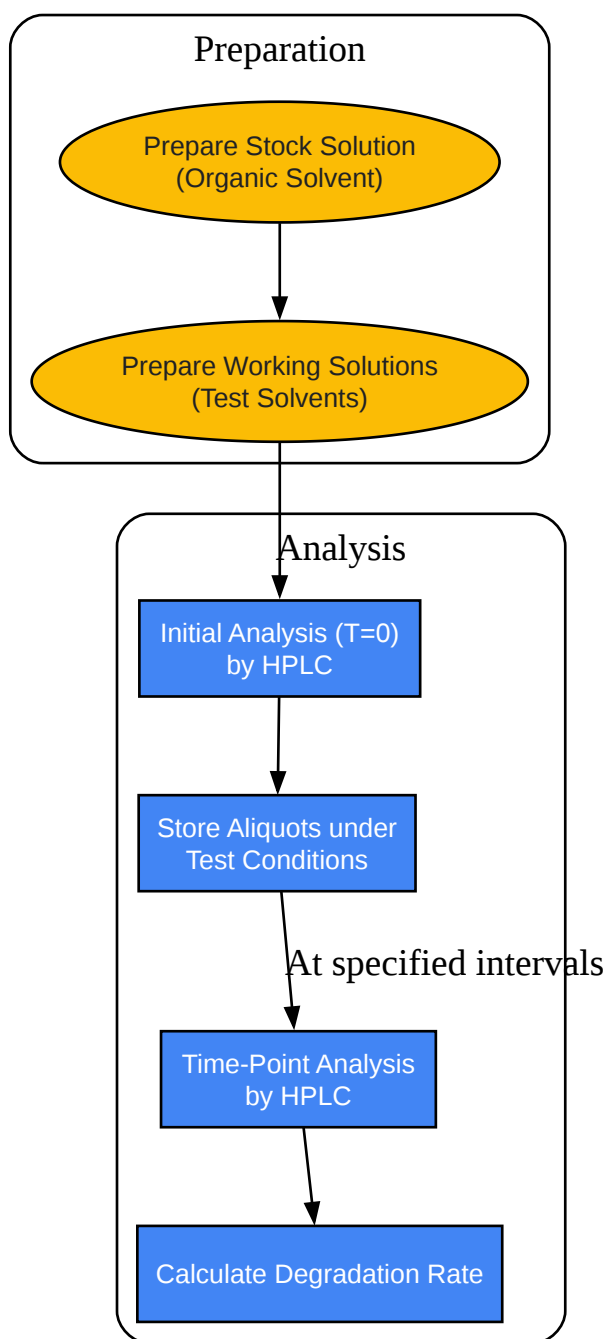 Preparation
Prepare Stock Solution
(Organic Solvent)
Prepare Working Solutions
(Test Solvents)
Analysis
Initial Analysis (T=0)
by HPLC
Store Aliquots under
Test Conditions
At specified intervals
Time-Point Analysis
by HPLC
Calculate Degradation Rate